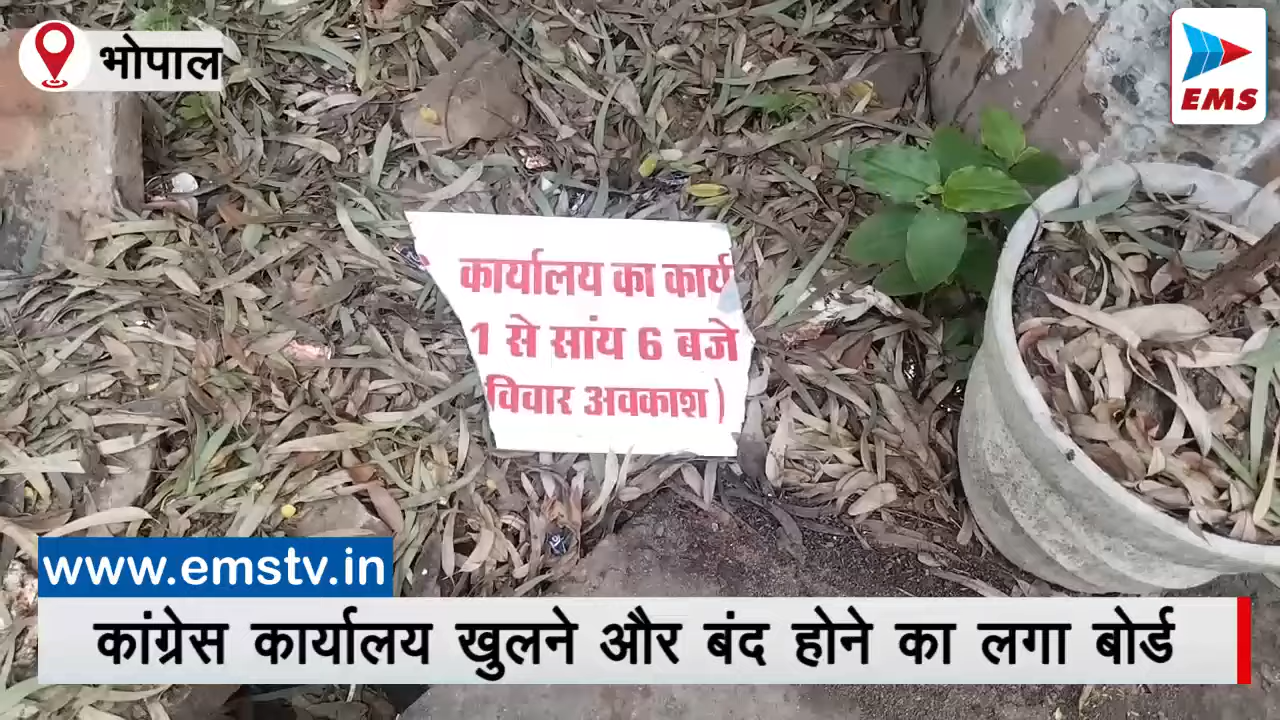 भोपाल
EMS
कार्यालय का कार्य
1 से सांय 6 बजे
विवार अवकाश )
www.emstv.in
कांग्रेस कार्यालय खुलने और बंद होने का लगा बोर्ड